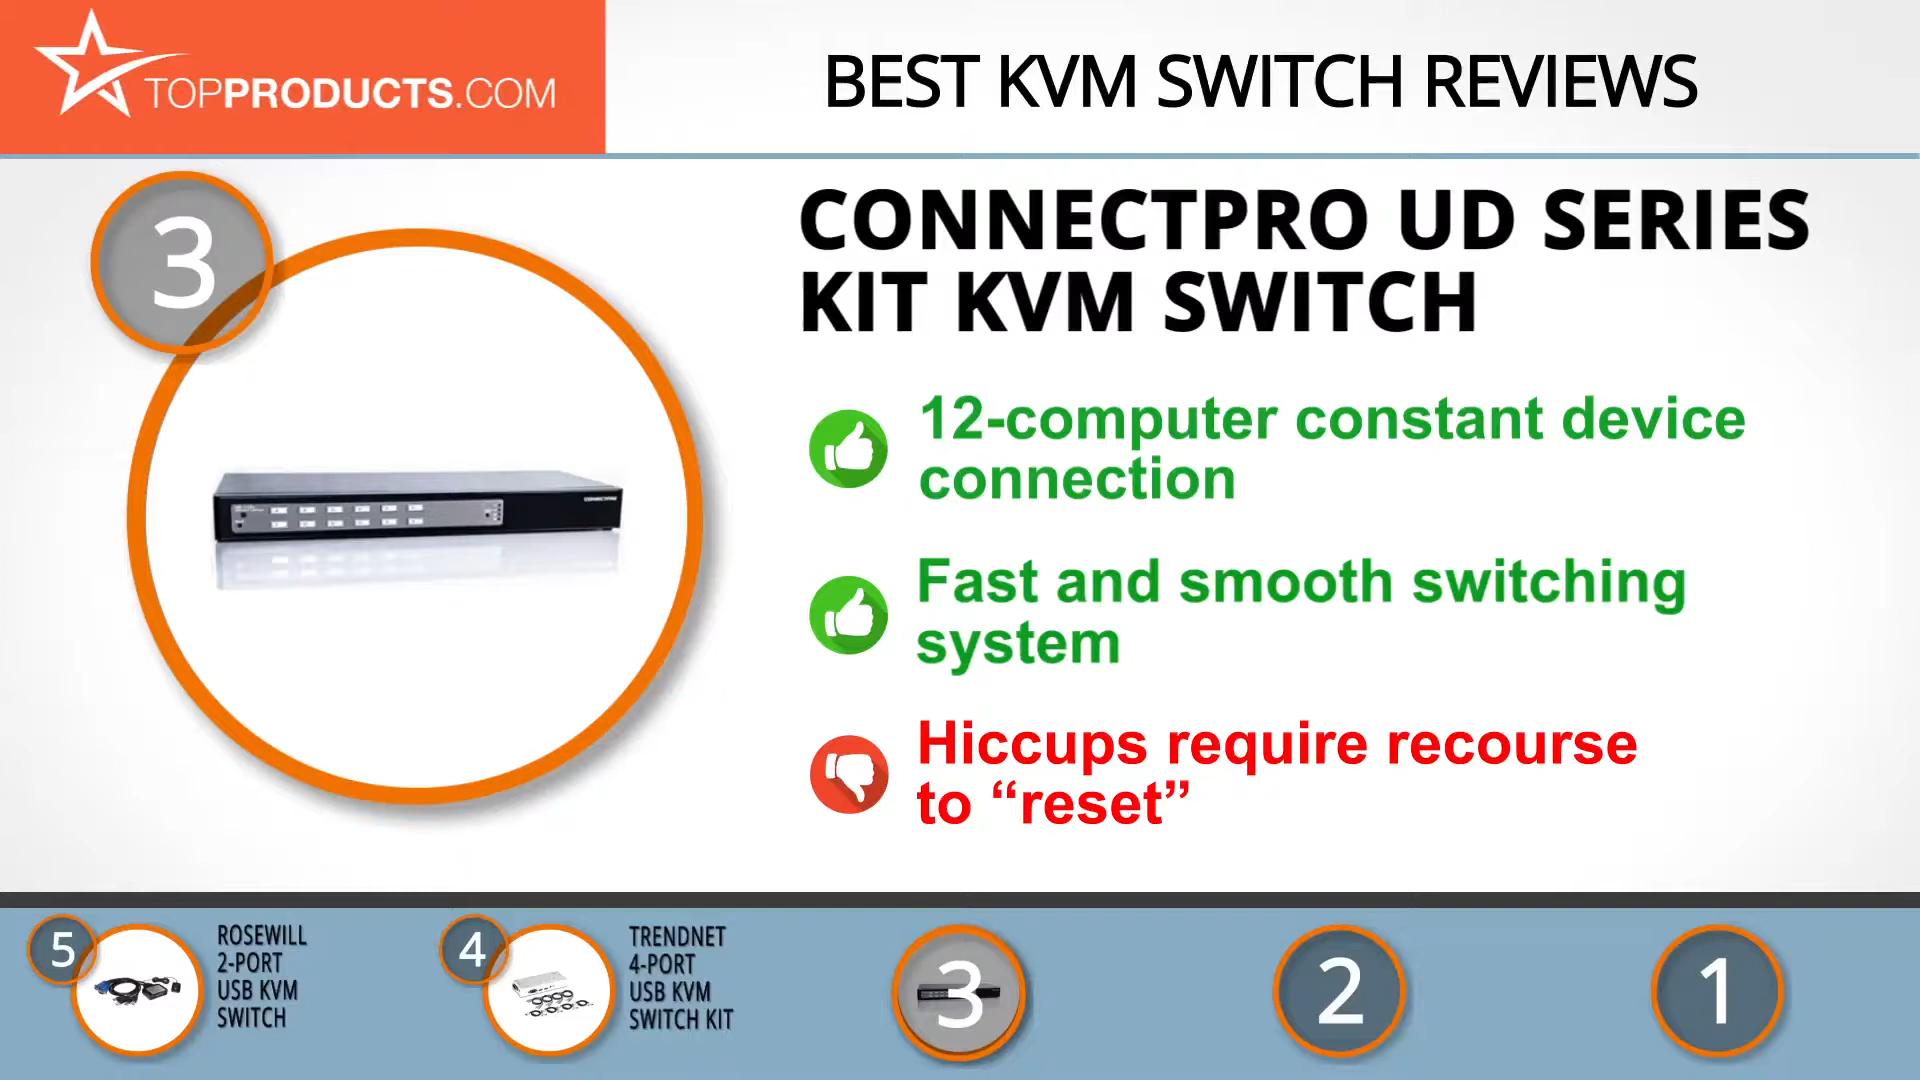 TOPPRODUCTS.COM
BEST KVM SWITCH REVIEWS
3
CONNECTPRO UD SERIES
KIT KVM SWITCH
12-computer constant device
connection
Fast and smooth switching
system
Hiccups require recourse
to “reset”
CONNECTPRO
5
ROSEWILL
2-PORT
USB KVM
SWITCH
4
TRENDNET
4-PORT
USB KVM
SWITCH KIT
3
2
1